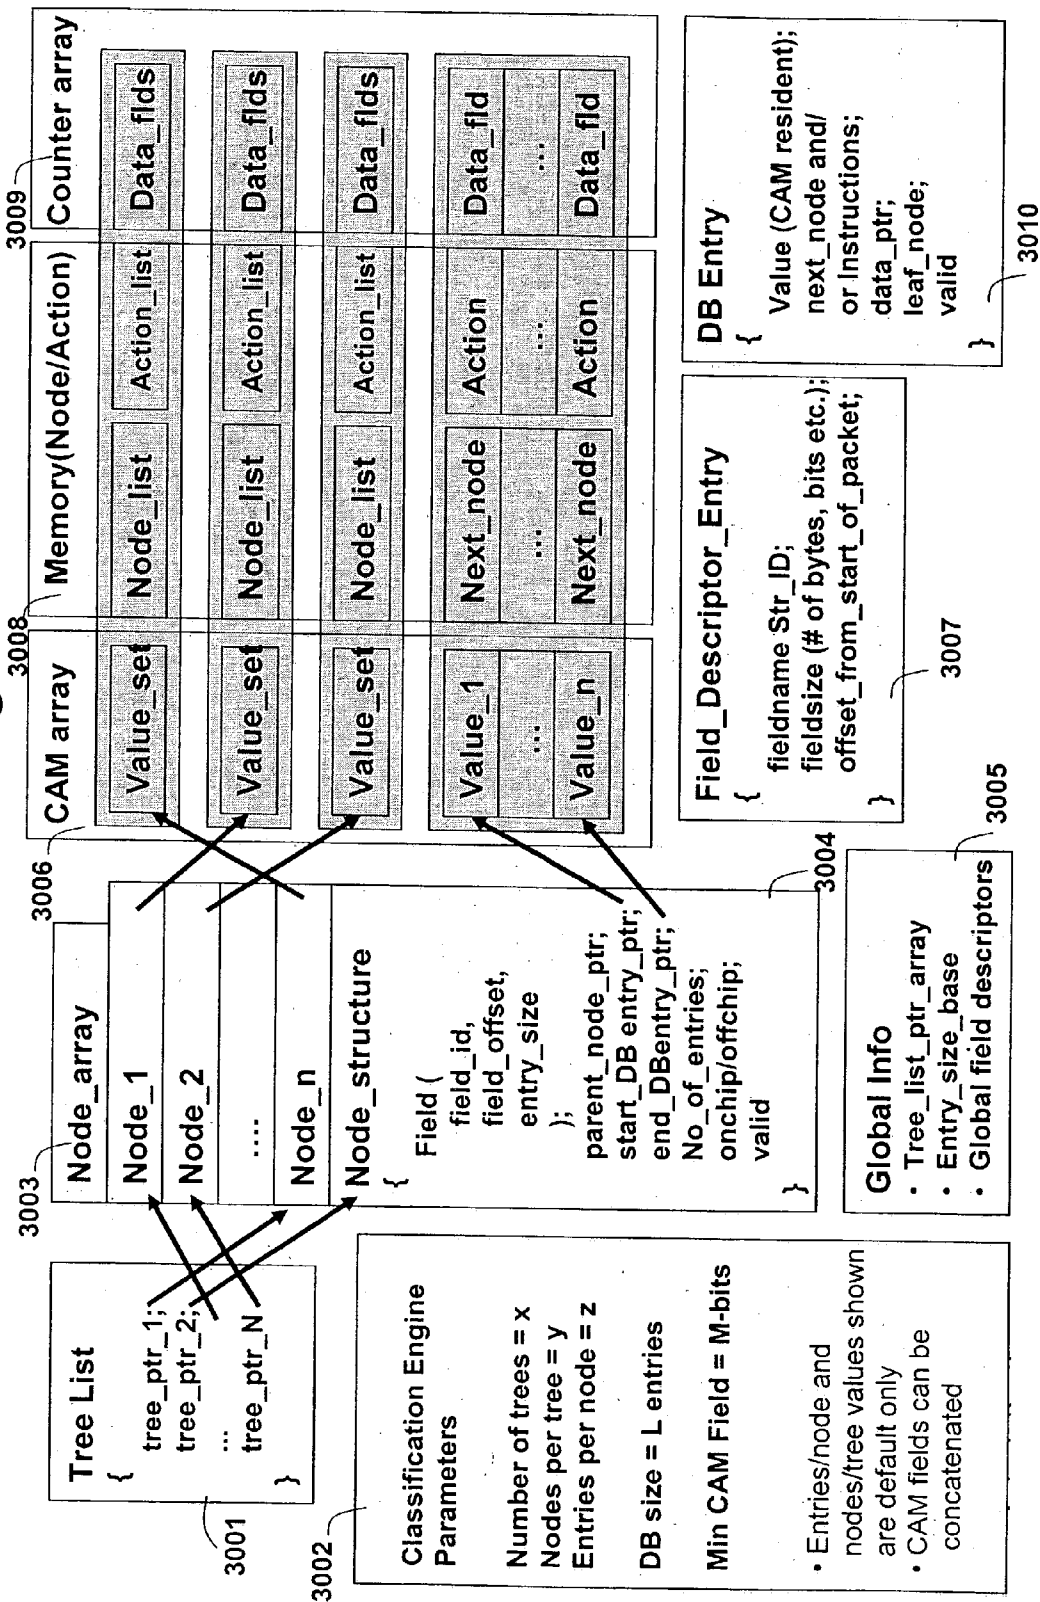 3001
Tree List
{
tree_ptr_1;
tree_ptr_2;
...
tree_ptr_N
}
3002
Classification Engine
Parameters
Number of trees = x
Nodes per tree = y
Entries per node = z
DB size = L entries
Min CAM Field = M-bits
• Entries/node and
nodes/tree values shown
are default only
• CAM fields can be
concatenated
3003
Node_array
Node_1
Node_2
....
Node_n
Node_structure
{
Field (
field_id,
field_offset,
entry_size
);
parent_node_ptr;
start_DB entry_ptr;
end_DBentry_ptr;
No_of_entries;
onchip/offchip;
valid
}
3004
Global Info
• Tree_list_ptr_array
• Entry_size_base
• Global field descriptors
3005
3006
CAM array
Value_set
Value_set
Value_set
Value_1
...
Value_n
3008
Memory(Node/Action)
Node_list
Action_list
Node_list
Action_list
Node_list
Action_list
Next_node
Action
...
...
Next_node
Action
3009
Counter array
Data_flds
Data_flds
Data_flds
Data_fld
...
Data_fld
Field_Descriptor_Entry
{
fieldname Str_ID;
fieldsize (# of bytes, bits etc.);
offset_from_start_of_packet;
}
3007
DB Entry
{
Value (CAM resident);
next_node and/
or Instructions;
data_ptr;
leaf_node;
valid
}
3010